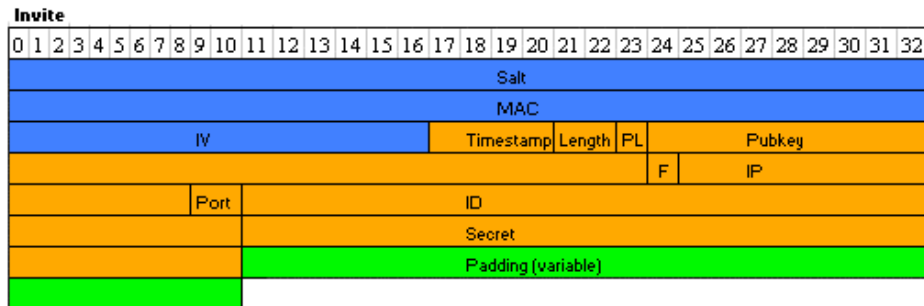 Invite
0 1 2 3 4 5 6 7 8 9 10 11 12 13 14 15 16 17 18 19 20 21 22 23 24 25 26 27 28 29 30 31 32
Salt
MAC
IV Timestamp Length PL Pubkey
F IP
Port ID
Secret
Padding (variable)